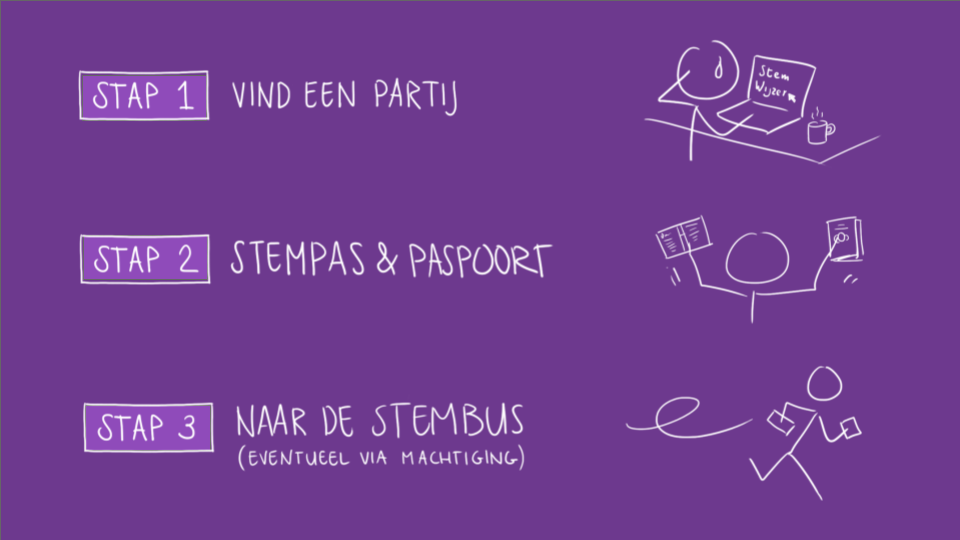 STAP 1
VIND EEN PARTIJ
Stem
Wijzer
STAP 2
STEMPAS & PASPOORT
STAP 3
NAAR DE STEMBUS
(EVENTUEEL VIA MACHTIGING)